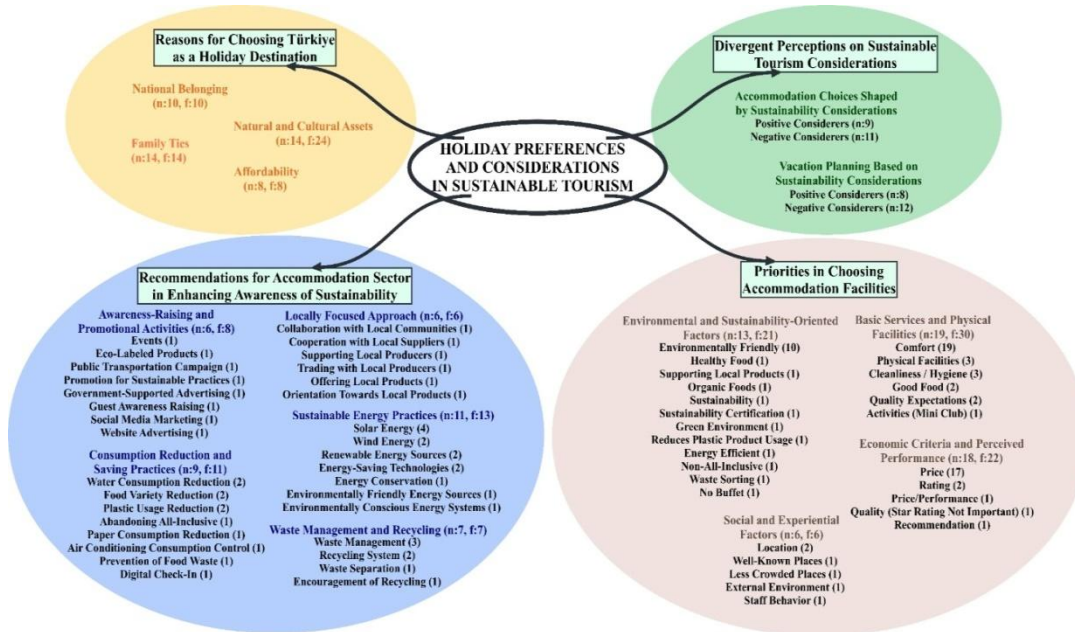 Reasons for Choosing Türkiye
as a Holiday Destination
National Belonging
(n:10, f:10)
Natural and Cultural Assets
(n:14, f:24)
Family Ties
(n:14, f:14)
Affordability
(n:8, f:8)
HOLIDAY PREFERENCES
AND CONSIDERATIONS
IN SUSTAINABLE TOURISM
Divergent Perceptions on Sustainable
Tourism Considerations
Accommodation Choices Shaped
by Sustainability Considerations
Positive Considerers (n:9)
Negative Considerers (n:11)
Vacation Planning Based on
Sustainability Considerations
Positive Considerers (n:8)
Negative Considerers (n:12)
Recommendations for Accommodation Sector
in Enhancing Awareness of Sustainability
Awareness-Raising and
Promotional Activities (n:6, f:8)
Events (1)
Eco-Labeled Products (1)
Public Transportation Campaign (1)
Promotion for Sustainable Practices (1)
Government-Supported Advertising (1)
Guest Awareness Raising (1)
Social Media Marketing (1)
Website Advertising (1)
Consumption Reduction and
Saving Practices (n:9, f:11)
Water Consumption Reduction (2)
Food Variety Reduction (2)
Plastic Usage Reduction (2)
Abandoning All-Inclusive (1)
Paper Consumption Reduction (1)
Air Conditioning Consumption Control (1)
Prevention of Food Waste (1)
Digital Check-In (1)
Locally Focused Approach (n:6, f:6)
Collaboration with Local Communities (1)
Cooperation with Local Suppliers (1)
Supporting Local Producers (1)
Trading with Local Producers (1)
Offering Local Products (1)
Orientation Towards Local Products (1)
Sustainable Energy Practices (n:11, f:13)
Solar Energy (4)
Wind Energy (2)
Renewable Energy Sources (2)
Energy-Saving Technologies (2)
Energy Conservation (1)
Environmentally Friendly Energy Sources (1)
Environmentally Conscious Energy Systems (1)
Waste Management and Recycling (n:7, f:7)
Waste Management (3)
Recycling System (2)
Waste Separation (1)
Encouragement of Recycling (1)
Priorities in Choosing
Accommodation Facilities
Environmental and Sustainability-Oriented
Factors (n:13, f:21)
Environmentally Friendly (10)
Healthy Food (1)
Supporting Local Products (1)
Organic Foods (1)
Sustainability (1)
Sustainability Certification (1)
Green Environment (1)
Reduces Plastic Product Usage (1)
Energy Efficient (1)
Non-All-Inclusive (1)
Waste Sorting (1)
No Buffet (1)
Basic Services and Physical
Facilities (n:19, f:30)
Comfort (19)
Physical Facilities (3)
Cleanliness / Hygiene (3)
Good Food (2)
Quality Expectations (2)
Activities (Mini Club) (1)
Economic Criteria and Perceived
Performance (n:18, f:22)
Price (17)
Rating (2)
Price/Performance (1)
Quality (Star Rating Not Important) (1)
Recommendation (1)
Social and Experiential
Factors (n:6, f:6)
Location (2)
Well-Known Places (1)
Less Crowded Places (1)
External Environment (1)
Staff Behavior (1)